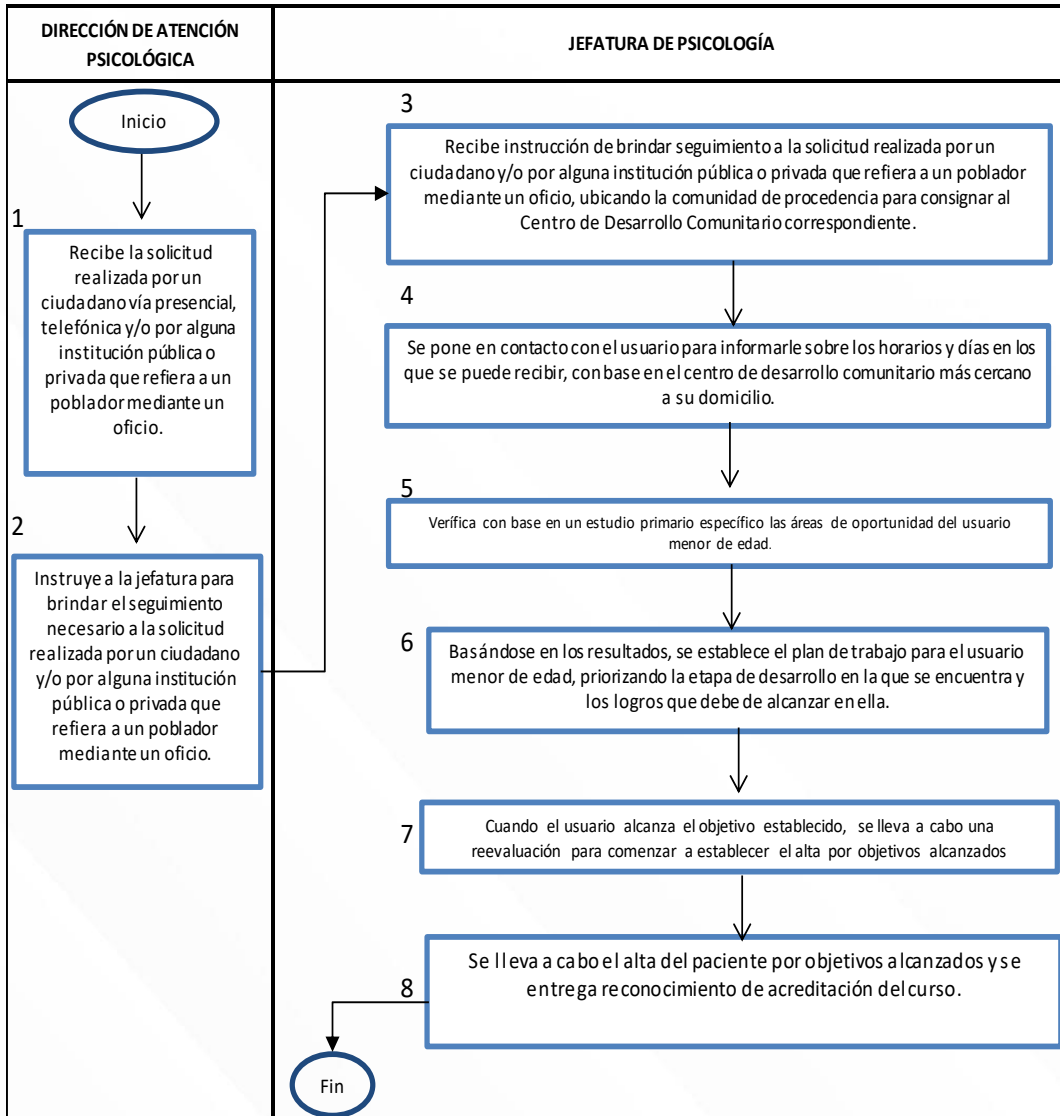 DIRECCIÓN DE ATENCIÓN
PSICOLÓGICA
JEFATURA DE PSICOLOGÍA
Inicio
1
Recibe la solicitud
realizada por un
ciudadano vía presencial,
telefónica y/o por alguna
institución pública o
privada que refiera a un
poblador mediante un
oficio.
2
Instruye a la jefatura para
brindar el seguimiento
necesario a la solicitud
realizada por un ciudadano
y/o por alguna institución
pública o privada que
refiera a un poblador
mediante un oficio.
3
Recibe instrucción de brindar seguimiento a la solicitud realizada por un
ciudadano y/o por alguna institución pública o privada que refiera a un poblador
mediante un oficio, ubicando la comunidad de procedencia para consignar al
Centro de Desarrollo Comunitario correspondiente.
4
Se pone en contacto con el usuario para informarle sobre los horarios y días en los
que se puede recibir, con base en el centro de desarrollo comunitario más cercano
a su domicilio.
5
Verífica con base en un estudio primario específico las áreas de oportunidad del usuario
menor de edad.
6
Basándose en los resultados, se establece el plan de trabajo para el usuario
menor de edad, priorizando la etapa de desarrollo en la que se encuentra y
los logros que debe de alcanzar en ella.
7
Cuando el usuario alcanza el objetivo establecido, se lleva a cabo una
reevaluación para comenzar a establecer el alta por objetivos alcanzados
8
Se lleva a cabo el alta del paciente por objetivos alcanzados y se
entrega reconocimiento de acreditación del curso.
Fin